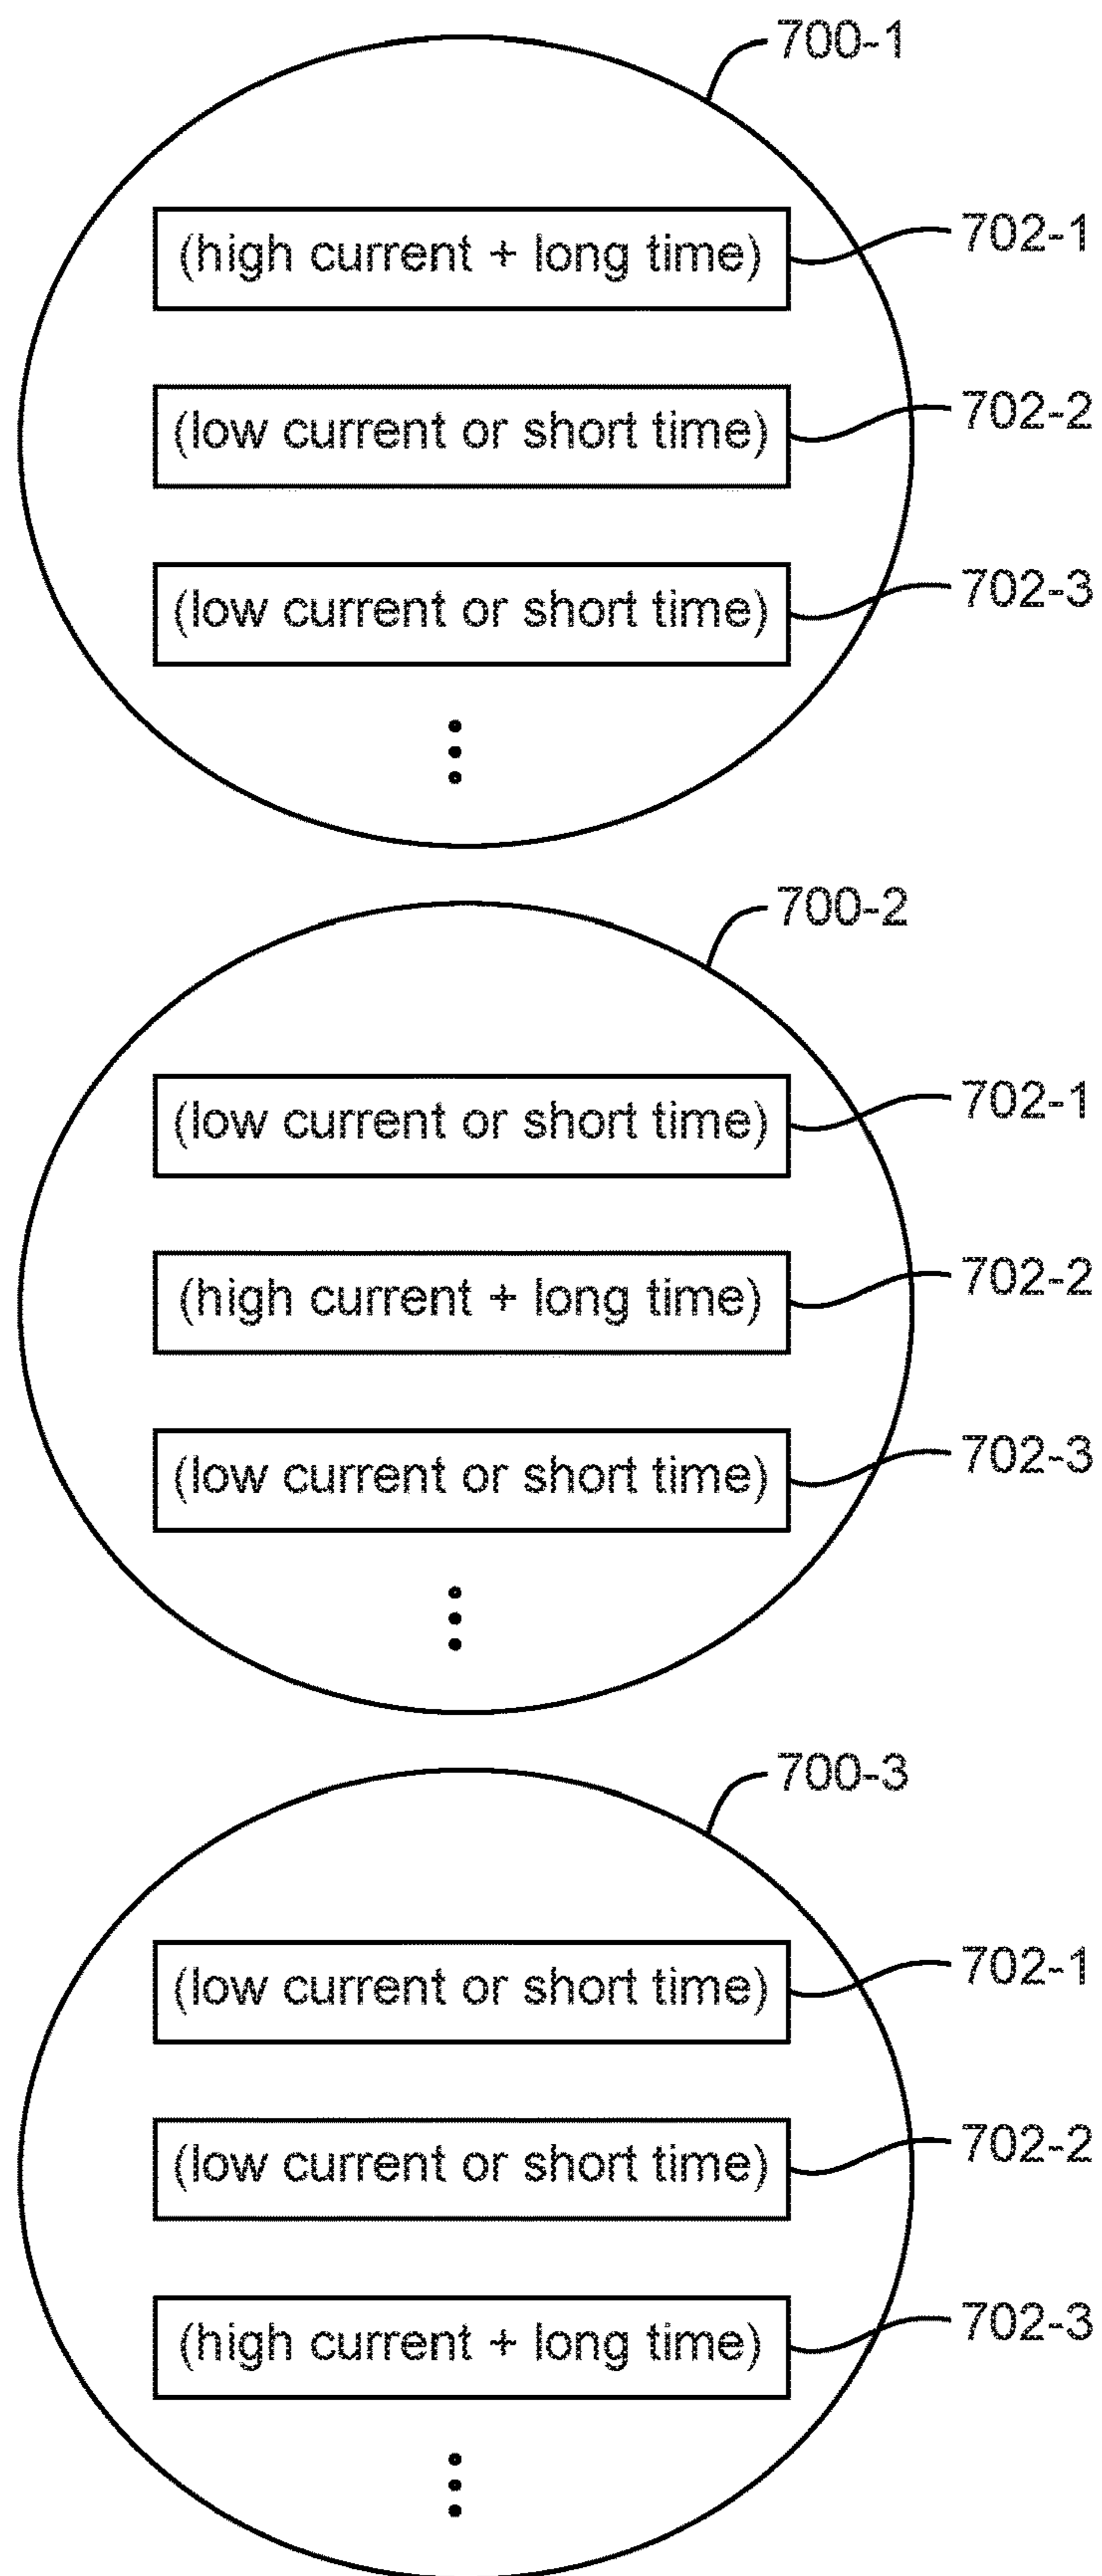 700-1
(high current + long time) 702-1
(low current or short time) 702-2
(low current or short time) 702-3
700-2
(low current or short time) 702-1
(high current + long time) 702-2
(low current or short time) 702-3
700-3
(low current or short time) 702-1
(low current or short time) 702-2
(high current + long time) 702-3